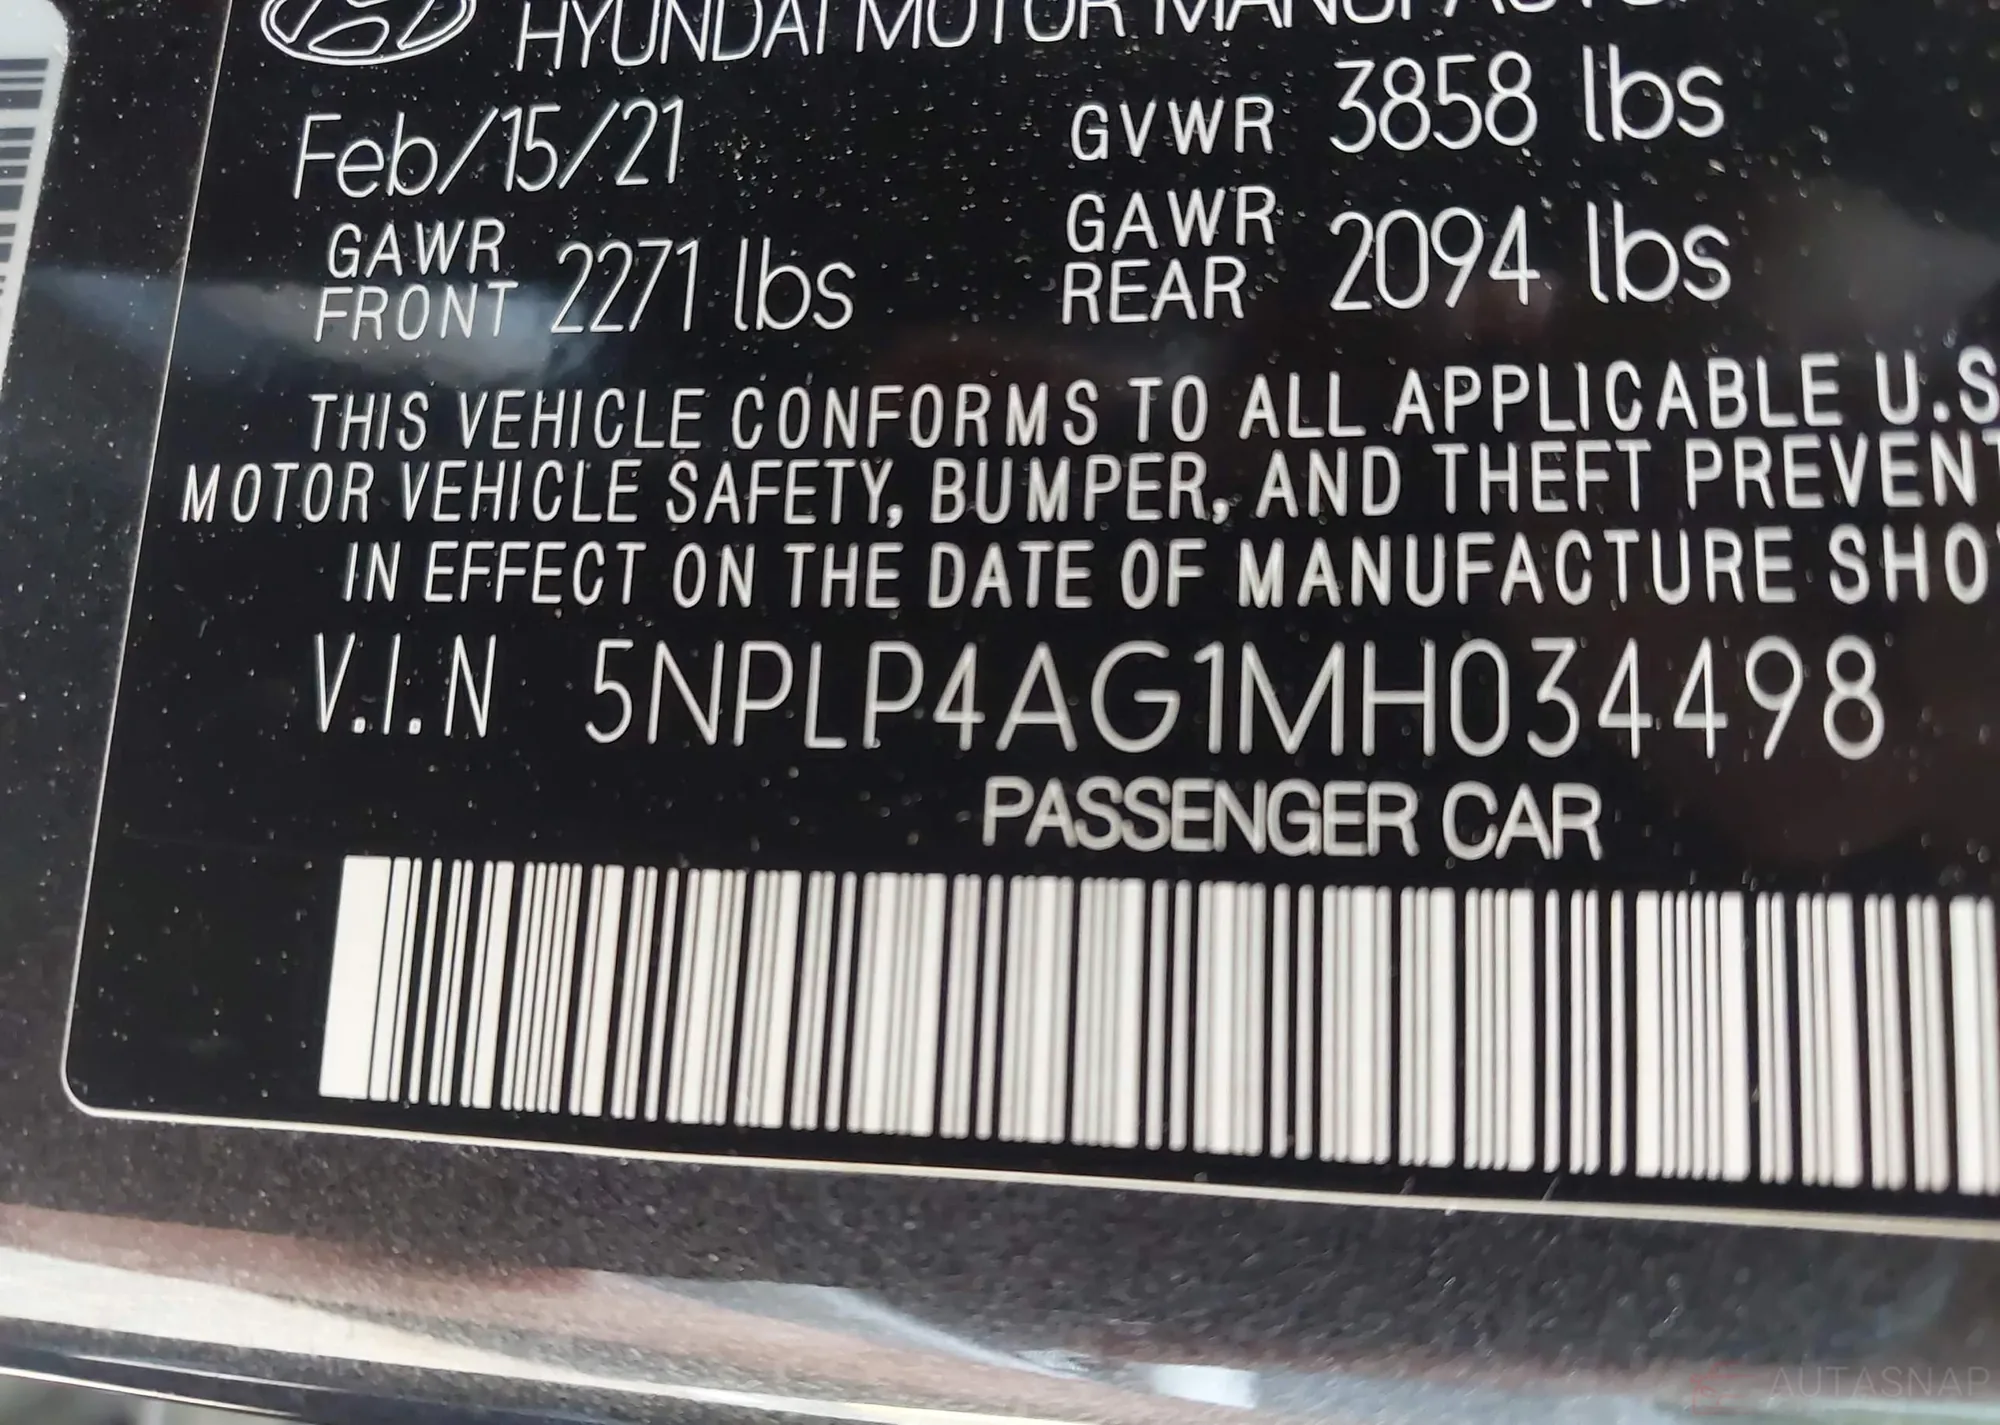 HYUNDAI MOTOR
Feb/15/21
GVWR 3858 lbs
GAWR FRONT 2271 lbs
GAWR REAR 2094 lbs
THIS VEHICLE CONFORMS TO ALL APPLICABLE U.S
MOTOR VEHICLE SAFETY, BUMPER, AND THEFT PREVENT
IN EFFECT ON THE DATE OF MANUFACTURE SHO
V.I.N 5NPLP4AG1MH034498
PASSENGER CAR
AUTASNAP